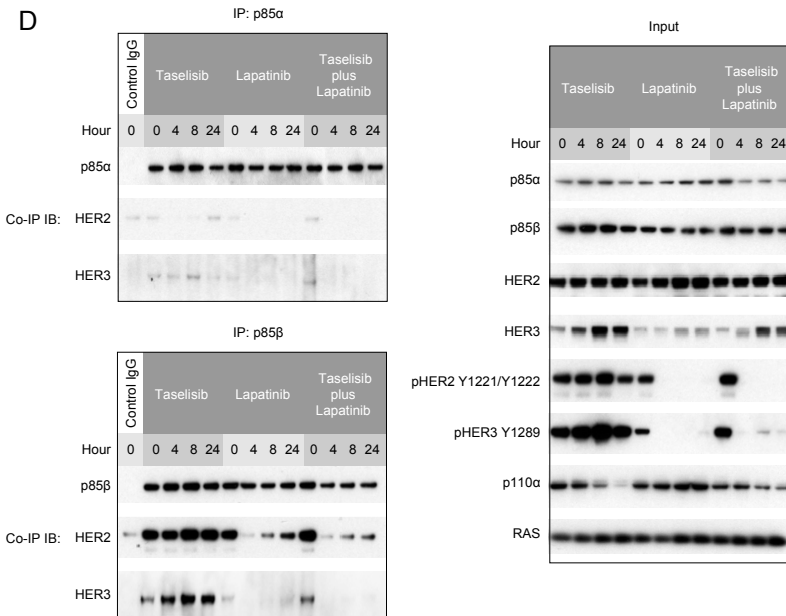 D
IP: p85α
Control IgG
Taselisib
Lapatinib
Taselisib
plus
Lapatinib
Hour 0 0 4 8 24 0 4 8 24 0 4 8 24
p85α
Co-IP IB: HER2
HER3
IP: p85β
Control IgG
Taselisib
Lapatinib
Taselisib
plus
Lapatinib
Hour 0 0 4 8 24 0 4 8 24 0 4 8 24
p85β
Co-IP IB: HER2
HER3
Input
Taselisib
Lapatinib
Taselisib
plus
Lapatinib
Hour 0 4 8 24 0 4 8 24 0 4 8 24
p85α
p85β
HER2
HER3
pHER2 Y1221/Y1222
pHER3 Y1289
p110α
RAS